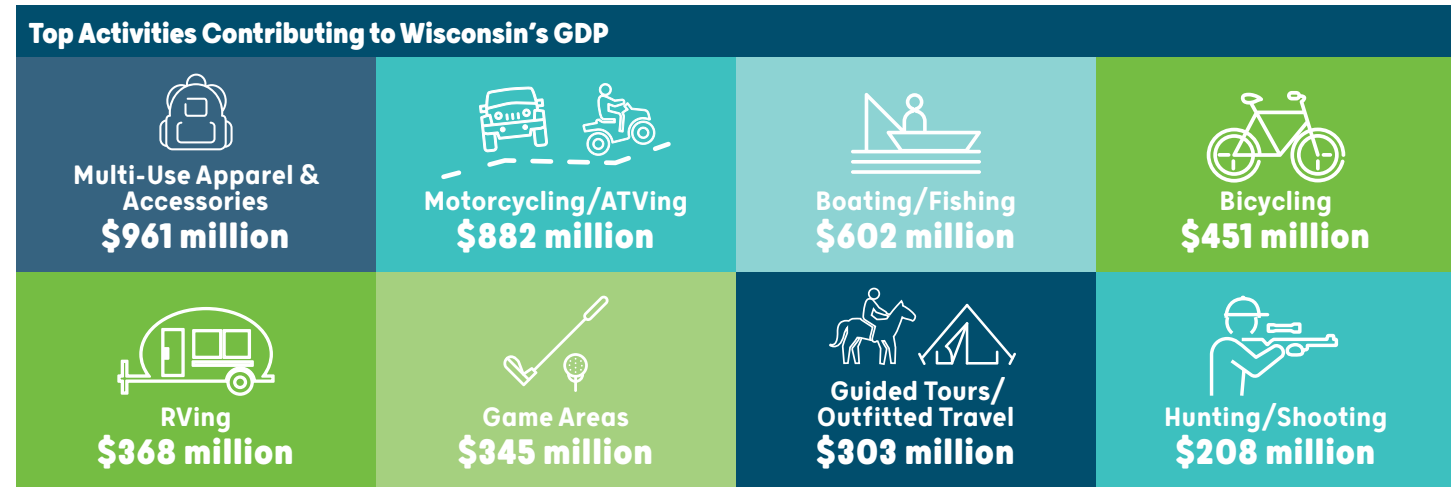 Top Activities Contributing to Wisconsin's GDP
Multi-Use Apparel &
Accessories
$961 million
Motorcycling/ATVing
$882 million
Boating/Fishing
$602 million
Bicycling
$451 million
RVing
$368 million
Game Areas
$345 million
Guided Tours/
Outfitted Travel
$303 million
Hunting/Shooting
$208 million